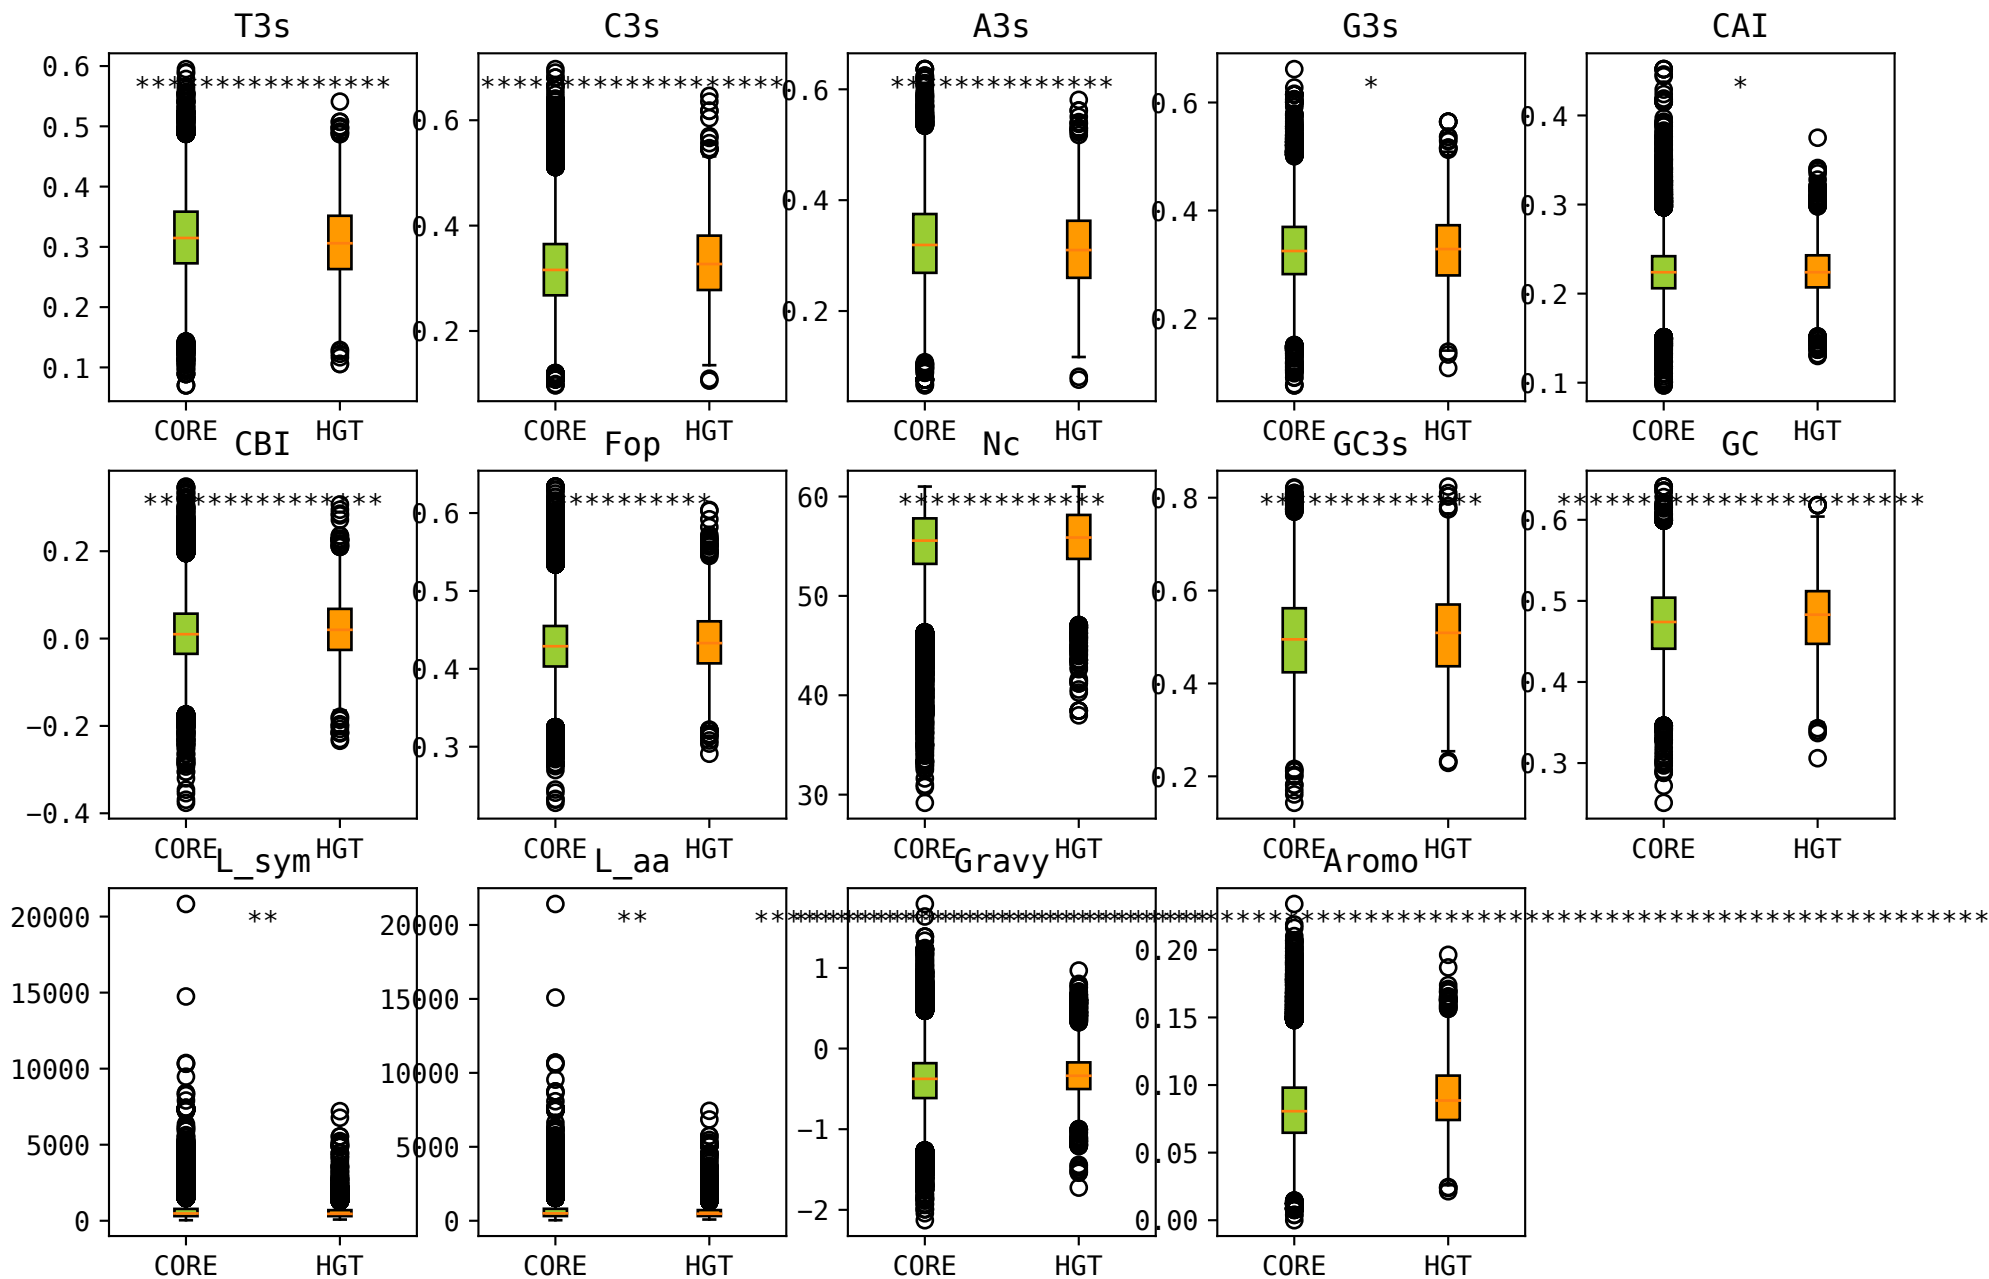 T3s
****************
0.6
0.5
0.4
0.3
0.2
0.1
CORE HGT
C3s
*******************
0.6
0.4
0.2
CORE HGT
A3s
**************
0.6
0.4
0.2
CORE HGT
G3s
*
0.6
0.4
0.2
CORE HGT
CAI
*
0.4
0.3
0.2
0.1
CORE HGT
CBI
***************
0.2
0.0
−0.2
−0.4
CORE HGT
Fop
**********
0.6
0.5
0.4
0.3
CORE HGT
Nc
*************
60
50
40
30
CORE HGT
GC3s
**************
0.8
0.6
0.4
0.2
CORE HGT
GC
***********************
0.6
0.5
0.4
0.3
CORE HGT
L_sym
**
20000
15000
10000
5000
0
CORE HGT
L_aa
**
20000
15000
10000
5000
0
CORE HGT
Gravy
1
0
−1
−2
CORE HGT
Aromo
0.20
0.15
0.10
0.05
0.00
CORE HGT